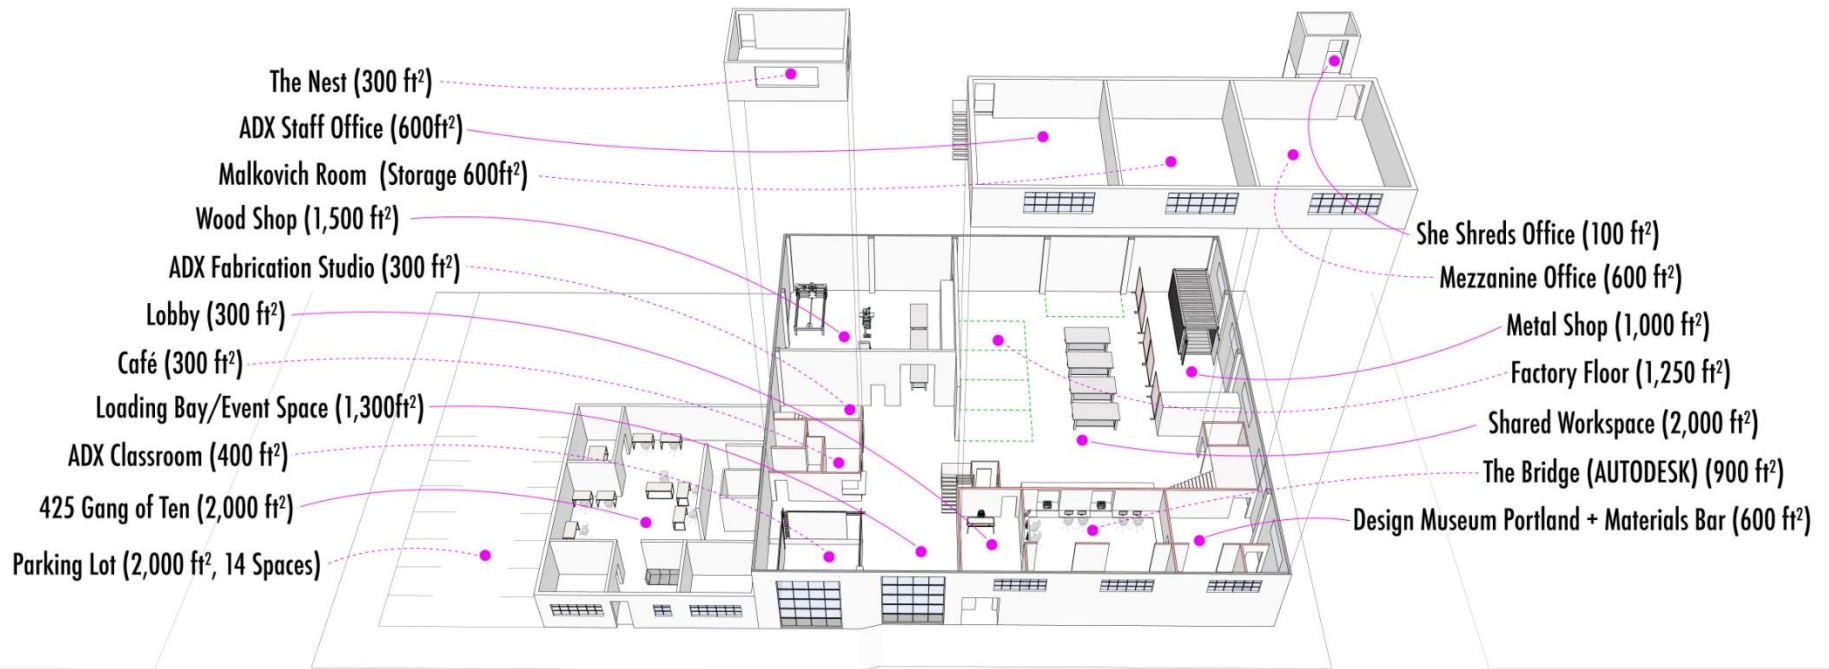 The Nest (300 ft²)
ADX Staff Office (600ft²)
Malkovich Room (Storage 600ft²)
Wood Shop (1,500 ft²)
ADX Fabrication Studio (300 ft²)
Lobby (300 ft²)
Café (300 ft²)
Loading Bay/Event Space (1,300ft²)
ADX Classroom (400 ft²)
425 Gang of Ten (2,000 ft²)
Parking Lot (2,000 ft², 14 Spaces)
She Shreds Office (100 ft²)
Mezzanine Office (600 ft²)
Metal Shop (1,000 ft²)
Factory Floor (1,250 ft²)
Shared Workspace (2,000 ft²)
The Bridge (AUTODESK) (900 ft²)
Design Museum Portland + Materials Bar (600 ft²)